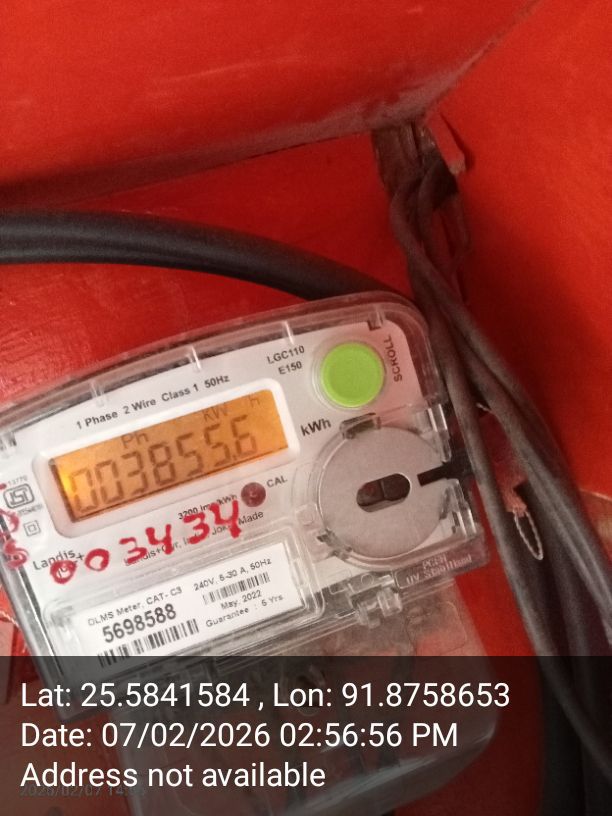 LGC110
E150
SCROLL
1 Phase 2 Wire Class 1 50Hz
Ph kW h
003855.6
kWh
CAL
3200 imp/kWh
003434
DLMS Meter, CAT- C3 240V, 5-30 A, 50Hz
5698588
May, 2022
Guarantee : 5 Yrs.
Lat: 25.5841584 , Lon: 91.8758653
Date: 07/02/2026 02:56:56 PM
Address not available